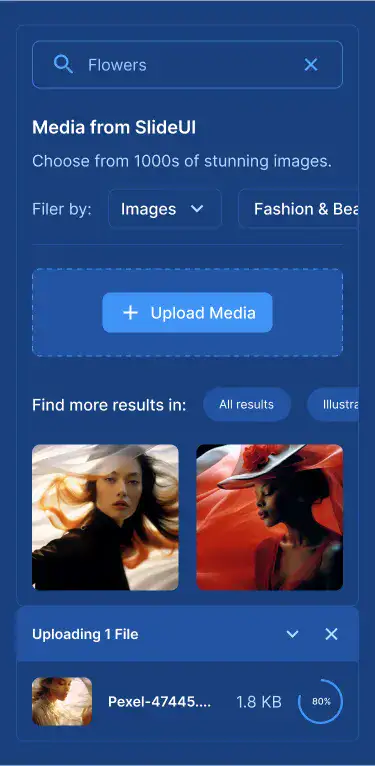 Flowers
Media from SlideUI
Choose from 1000s of stunning images.
Filer by: Images Fashion & Bea
Upload Media
Find more results in: All results Illustra
Uploading 1 File
Pexel-47445.... 1.8 KB 80%